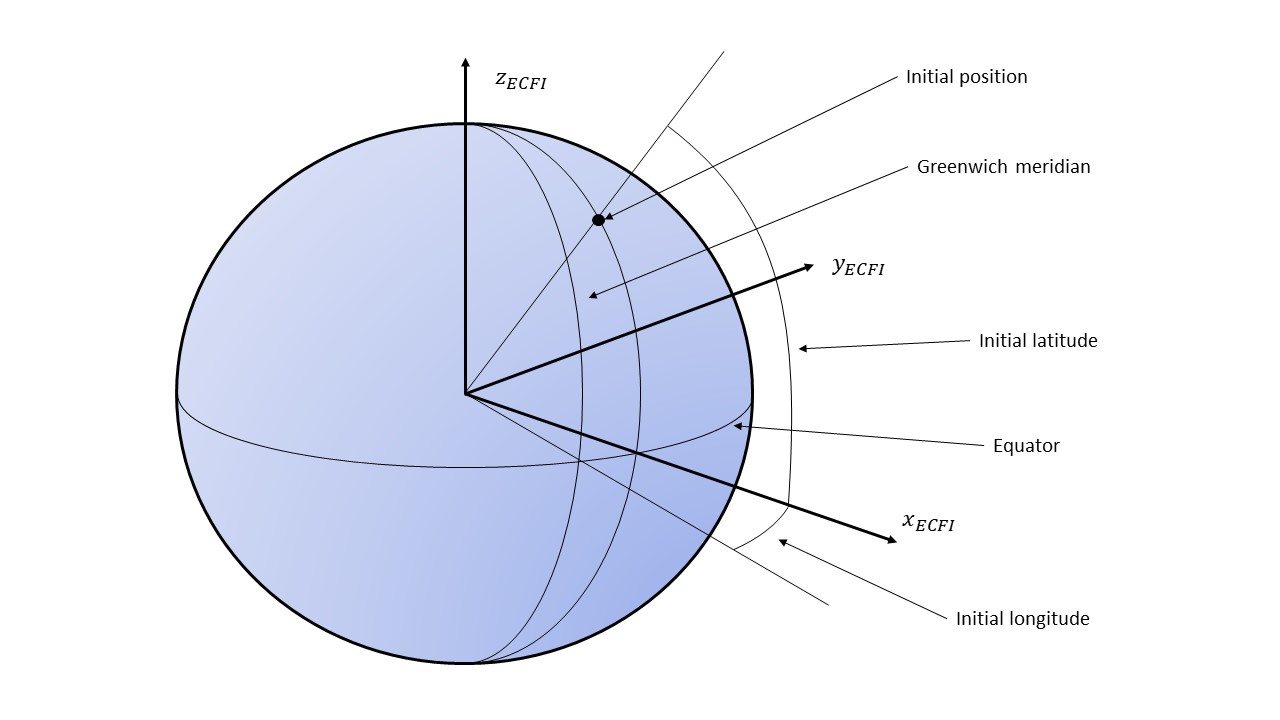 z_ECFI
Initial position
Greenwich meridian
y_ECFI
Initial latitude
Equator
x_ECFI
Initial longitude